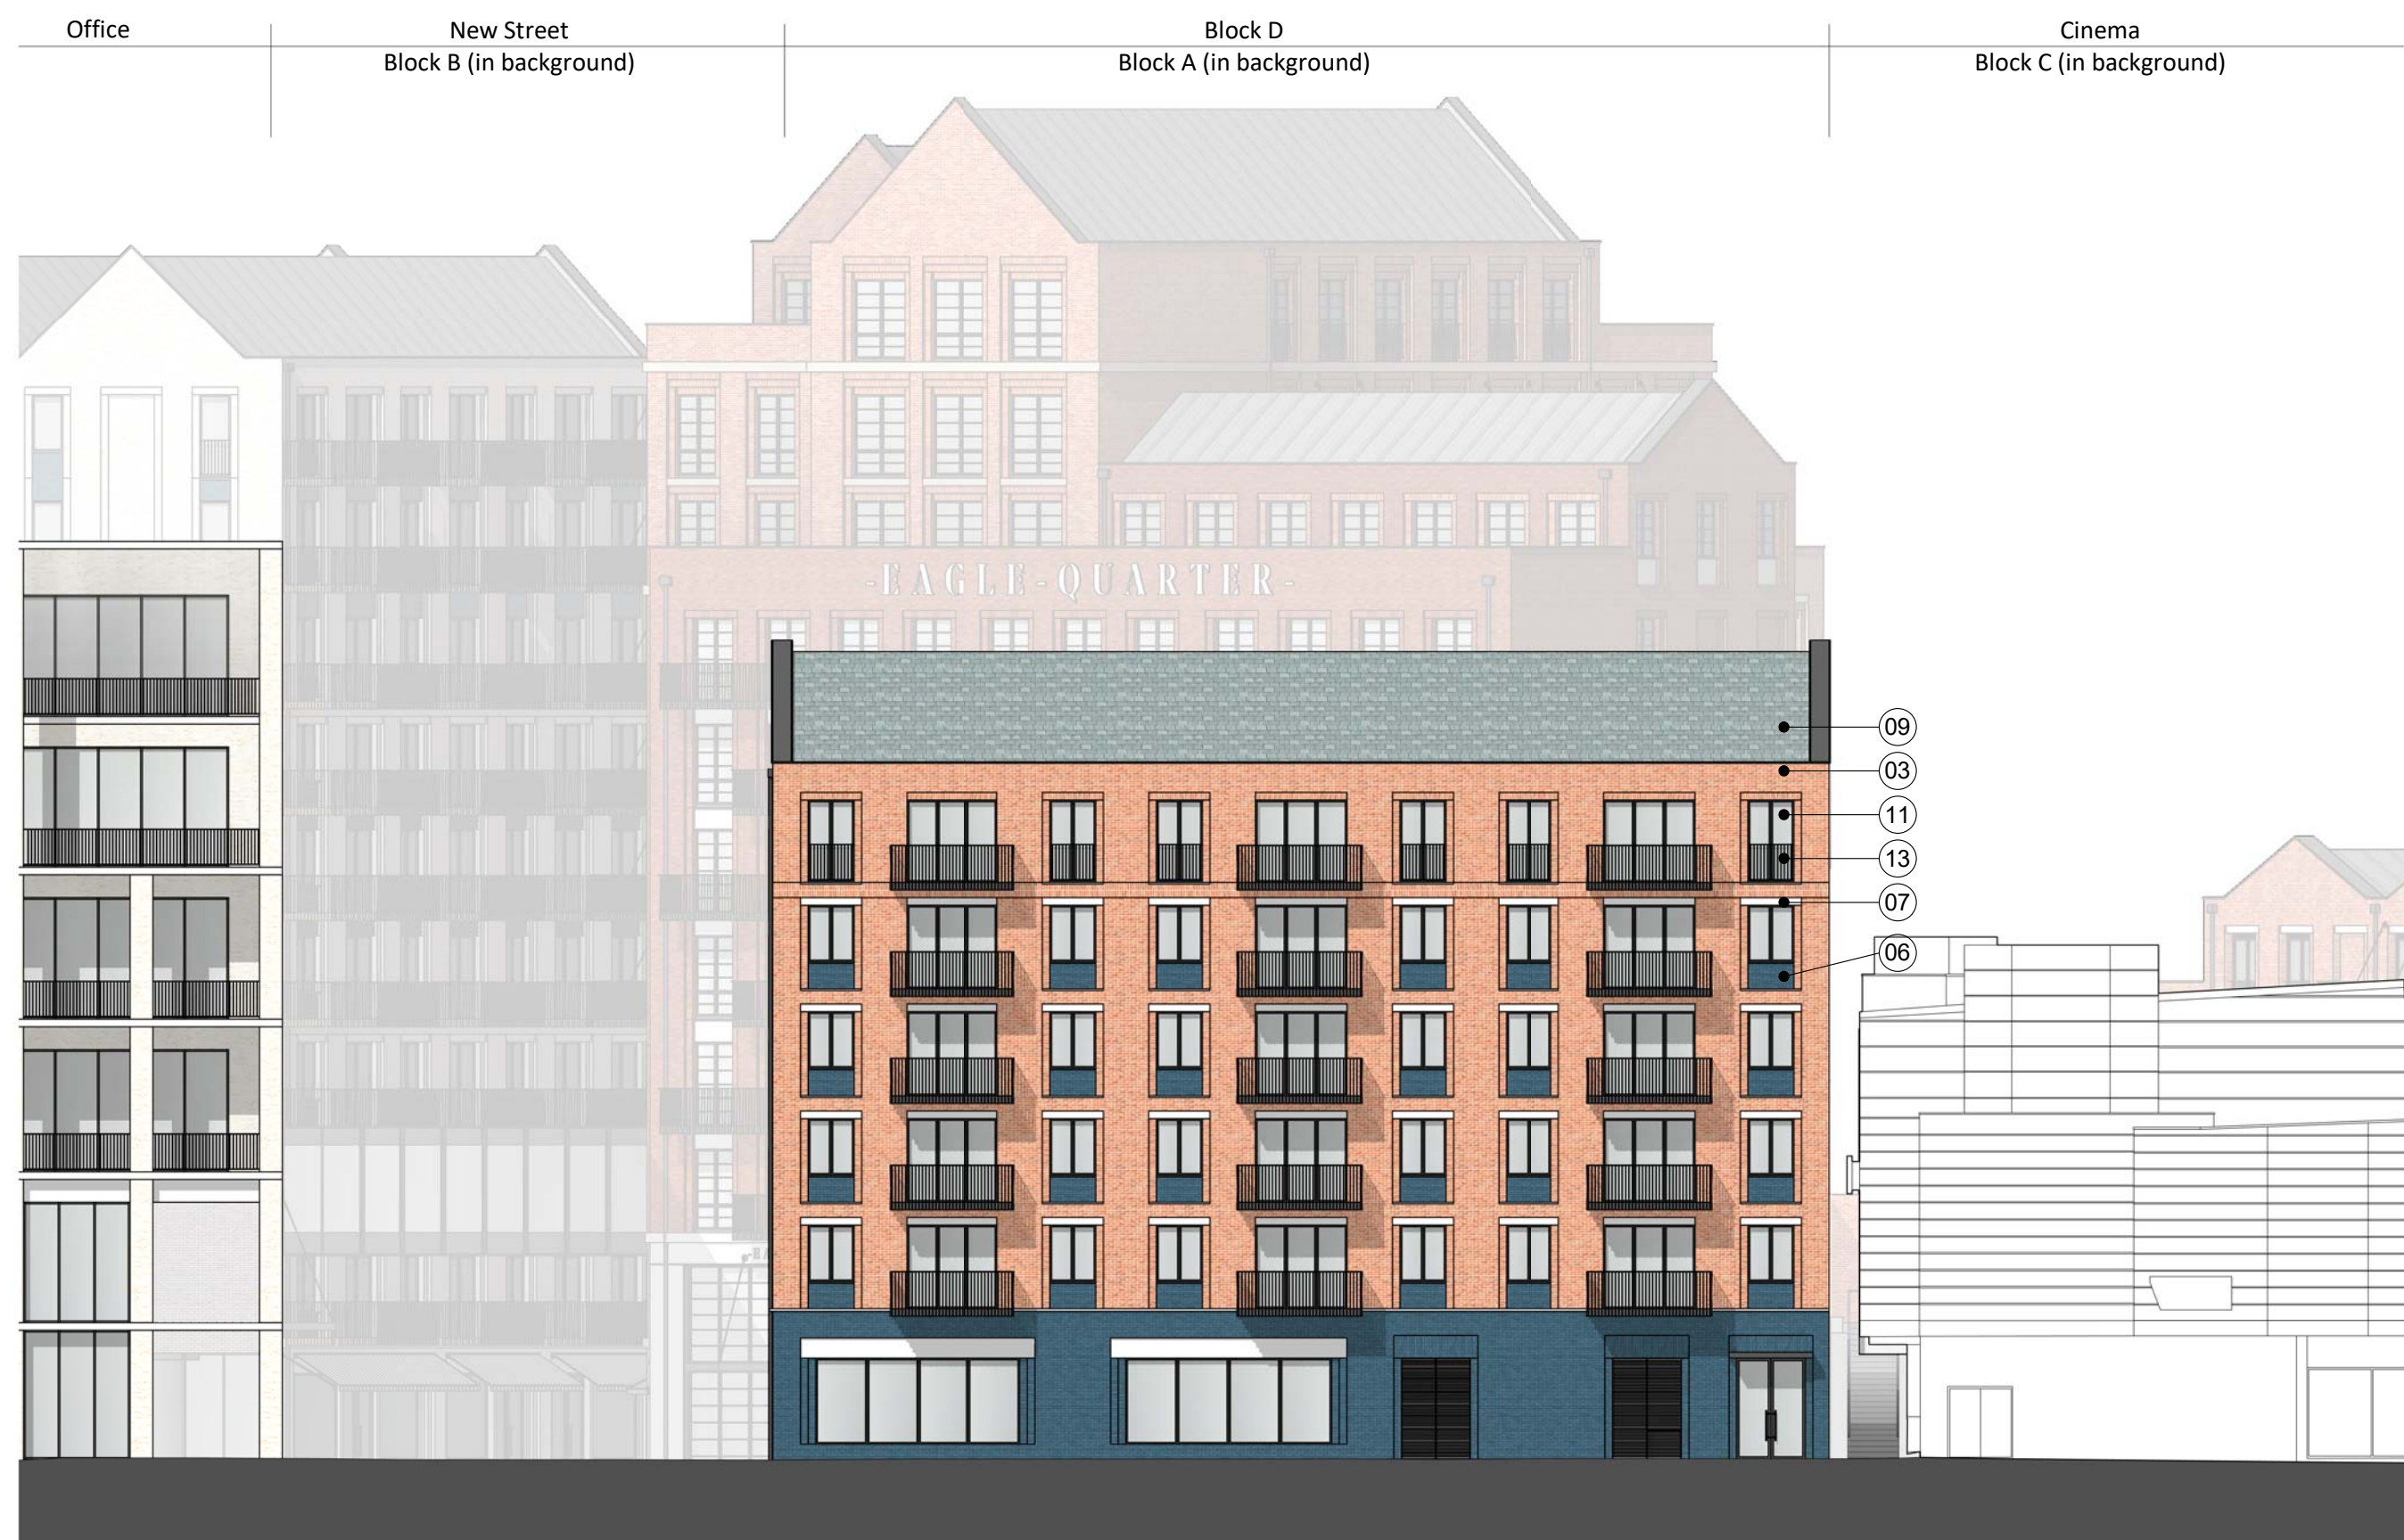 Office
New Street
Block D
Cinema
Block B (in background)
Block A (in background)
Block C (in background)
-EAGLE-QUARTER-
09
03
11
13
07
06